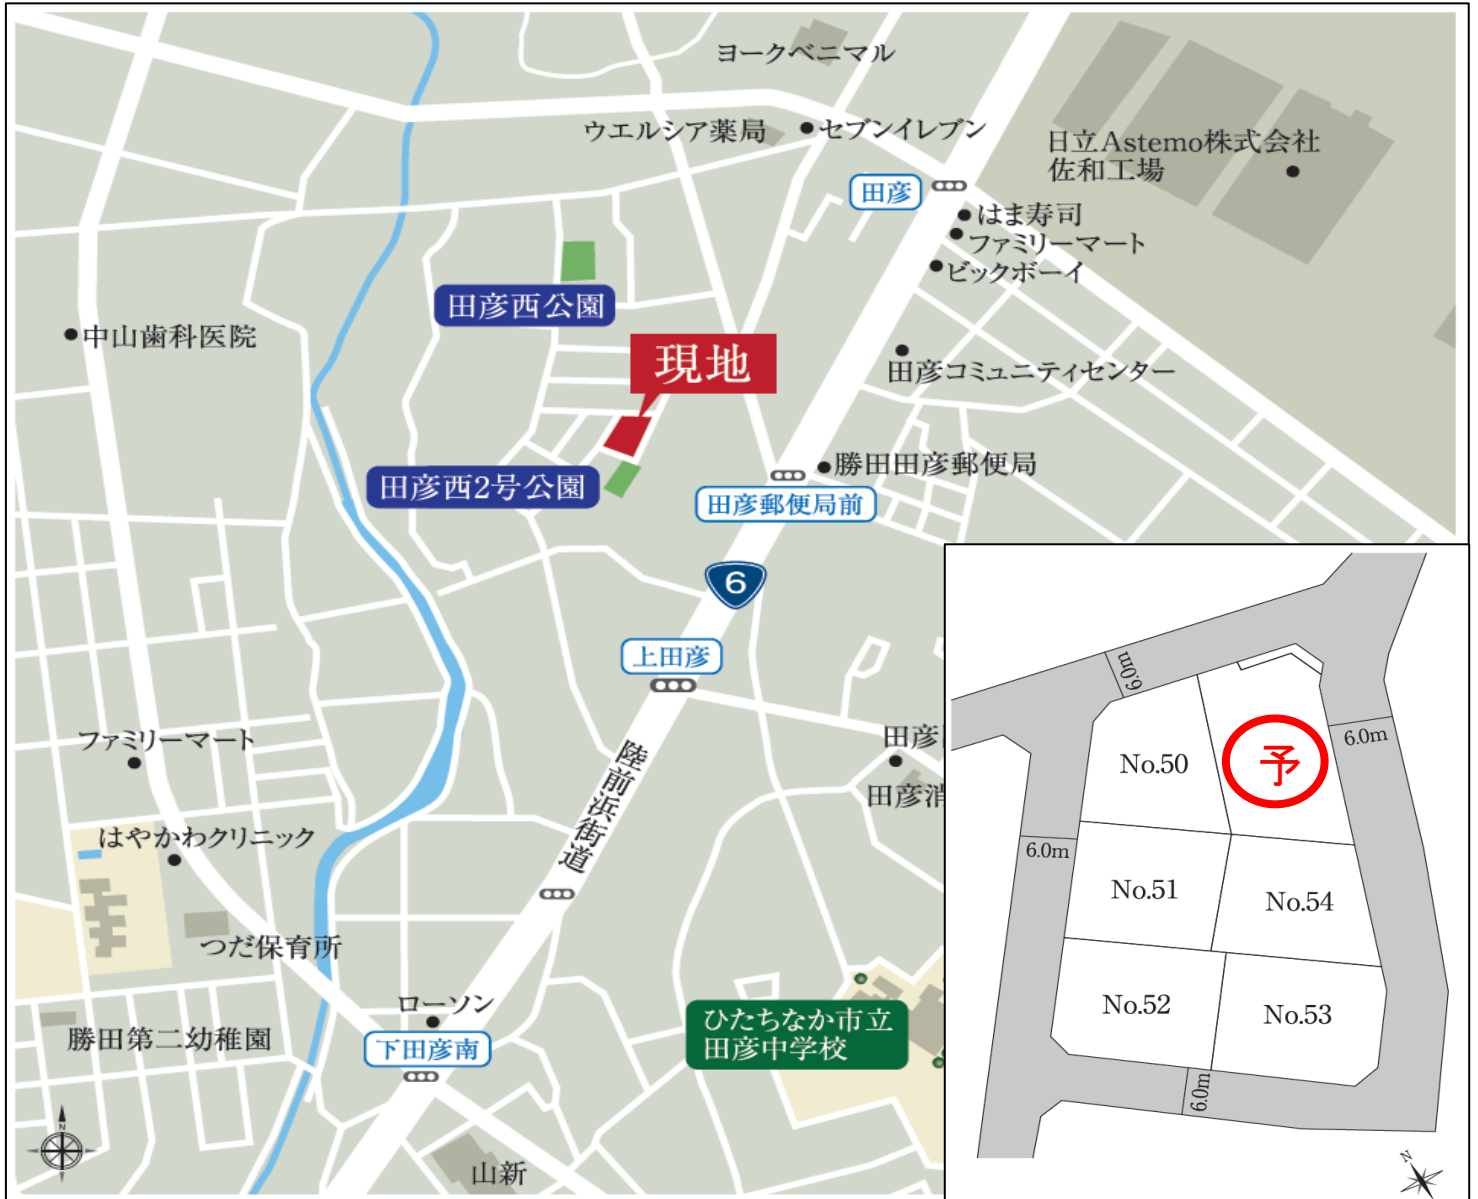 ヨークベニマル
ウエルシア薬局
セブンイレブン
日立Astemo株式会社
佐和工場
田彦
はま寿司
ファミリーマート
ビックボーイ
田彦西公園
中山歯科医院
現地
田彦コミュニティセンター
勝田田彦郵便局
田彦西2号公園
田彦郵便局前
6
上田彦
陸前浜街道
田彦
田彦消
ファミリーマート
はやかわクリニック
つだ保育所
ローソン
勝田第二幼稚園
下田彦南
ひたちなか市立
田彦中学校
山新
N
6.0m
6.0m
No.50
予
6.0m
No.51
No.54
No.52
No.53
6.0m
N